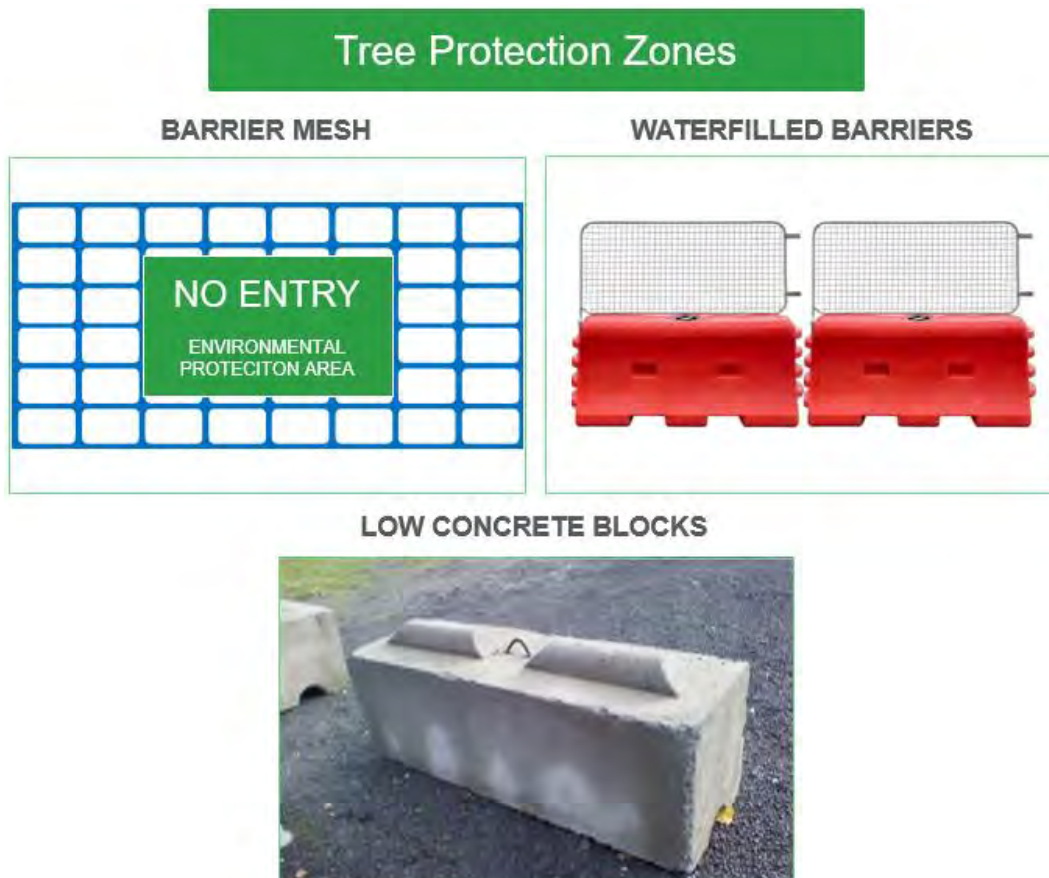 Tree Protection Zones
BARRIER MESH
WATERFILLED BARRIERS
NO ENTRY
ENVIRONMENTAL
PROTECITON AREA
LOW CONCRETE BLOCKS